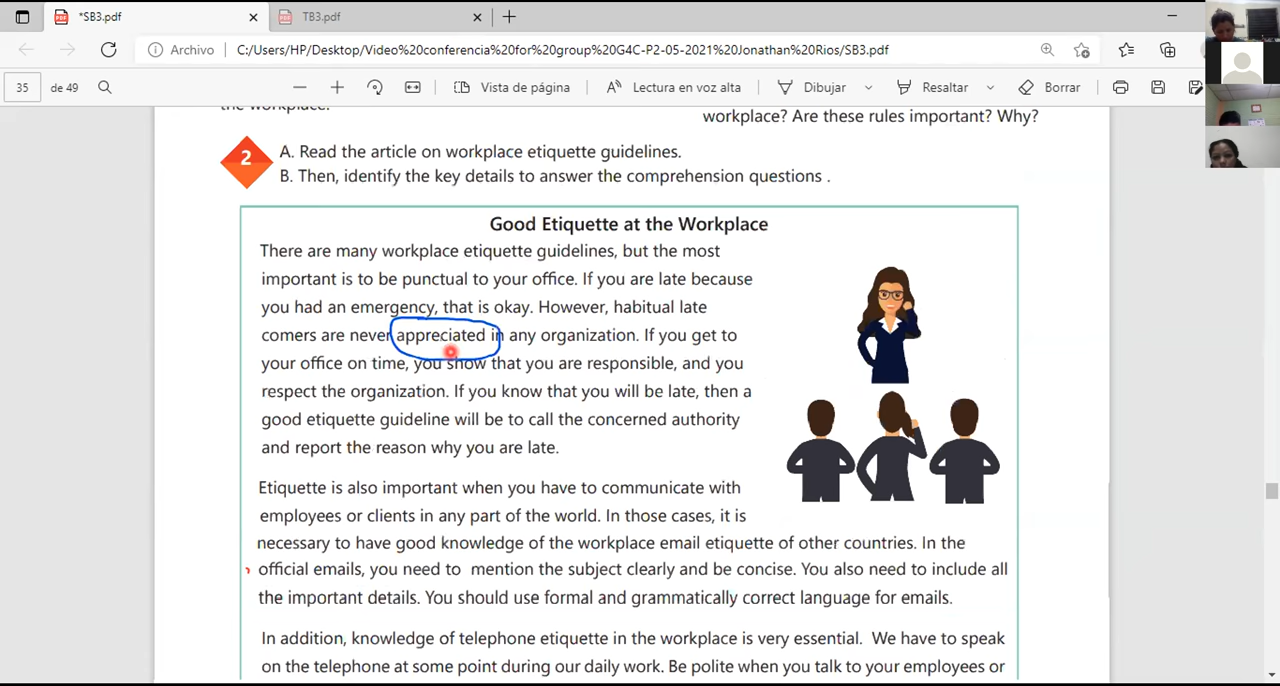 *SB3.pdf
TB3.pdf
Archivo
C:/Users/HP/Desktop/Video%20conferencia%20for%20group%20G4C-P2-05-2021%20Jonathan%20Rios/SB3.pdf
35 de 49
Vista de página
Lectura en voz alta
Dibujar
Resaltar
Borrar
the workplace.
workplace? Are these rules important? Why?
2
A. Read the article on workplace etiquette guidelines.
B. Then, identify the key details to answer the comprehension questions .
Good Etiquette at the Workplace
There are many workplace etiquette guidelines, but the most
important is to be punctual to your office. If you are late because
you had an emergency, that is okay. However, habitual late
comers are never appreciated in any organization. If you get to
your office on time, you show that you are responsible, and you
respect the organization. If you know that you will be late, then a
good etiquette guideline will be to call the concerned authority
and report the reason why you are late.
Etiquette is also important when you have to communicate with
employees or clients in any part of the world. In those cases, it is
necessary to have good knowledge of the workplace email etiquette of other countries. In the
official emails, you need to mention the subject clearly and be concise. You also need to include all
the important details. You should use formal and grammatically correct language for emails.
In addition, knowledge of telephone etiquette in the workplace is very essential. We have to speak
on the telephone at some point during our daily work. Be polite when you talk to your employees or